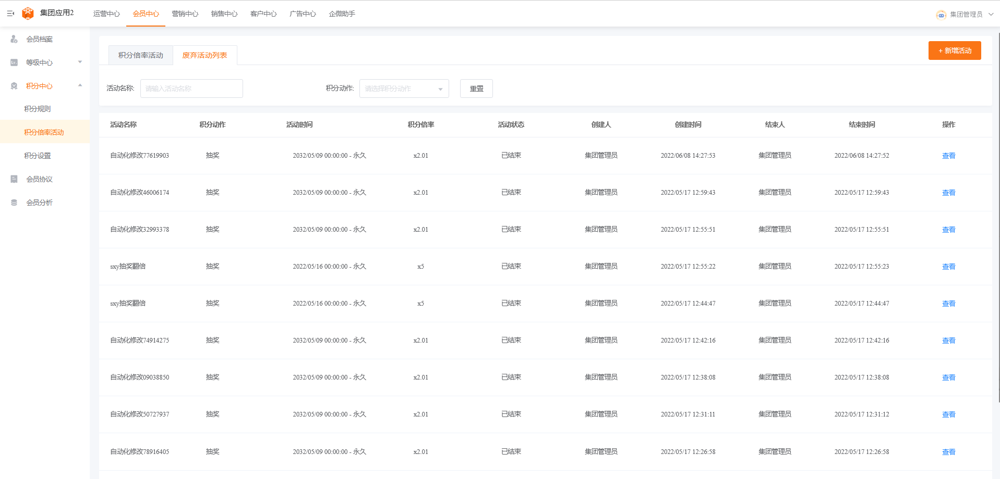 集团应用2 运营中心 会员中心 营销中心 销售中心 客户中心 广告中心 企微助手 集团管理员
会员档案
等级中心
积分中心
积分规则
积分倍率活动
积分设置
会员协议
会员分析
积分倍率活动 废弃活动列表 + 新增活动
活动名称: 请输入活动名称 积分动作: 请选择积分动作 重置
活动名称 积分动作 活动时间 积分倍率 活动状态 创建人 创建时间 结束人 结束时间 操作
自动化修改77619903 抽奖 2032/05/09 00:00:00 - 永久 x2.01 已结束 集团管理员 2022/06/08 14:27:53 集团管理员 2022/06/08 14:27:52 查看
自动化修改46006174 抽奖 2032/05/09 00:00:00 - 永久 x2.01 已结束 集团管理员 2022/05/17 12:59:43 集团管理员 2022/05/17 12:59:43 查看
自动化修改32993378 抽奖 2032/05/09 00:00:00 - 永久 x2.01 已结束 集团管理员 2022/05/17 12:55:51 集团管理员 2022/05/17 12:55:51 查看
sxy抽奖翻倍 抽奖 2022/05/16 00:00:00 - 永久 x5 已结束 集团管理员 2022/05/17 12:55:22 集团管理员 2022/05/17 12:55:23 查看
sxy抽奖翻倍 抽奖 2022/05/16 00:00:00 - 永久 x5 已结束 集团管理员 2022/05/17 12:44:47 集团管理员 2022/05/17 12:44:47 查看
自动化修改74914275 抽奖 2032/05/09 00:00:00 - 永久 x2.01 已结束 集团管理员 2022/05/17 12:42:16 集团管理员 2022/05/17 12:42:16 查看
自动化修改09038850 抽奖 2032/05/09 00:00:00 - 永久 x2.01 已结束 集团管理员 2022/05/17 12:38:08 集团管理员 2022/05/17 12:38:08 查看
自动化修改50727937 抽奖 2032/05/09 00:00:00 - 永久 x2.01 已结束 集团管理员 2022/05/17 12:31:11 集团管理员 2022/05/17 12:31:12 查看
自动化修改78916405 抽奖 2032/05/09 00:00:00 - 永久 x2.01 已结束 集团管理员 2022/05/17 12:26:58 集团管理员 2022/05/17 12:26:58 查看